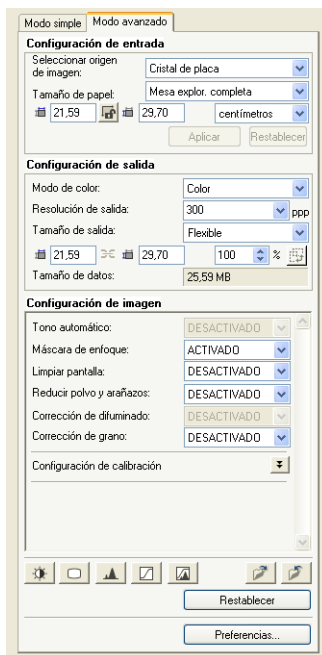 Modo simple Modo avanzado
Configuración de entrada
Seleccionar origen de imagen: Cristal de placa
Tamaño de papel: Mesa explor. completa
21,59 29,70 centímetros
Aplicar Restablecer
Configuración de salida
Modo de color: Color
Resolución de salida: 300 ppp
Tamaño de salida: Flexible
21,59 29,70 100 %
Tamaño de datos: 25,59 MB
Configuración de imagen
Tono automático: DESACTIVADO
Máscara de enfoque: ACTIVADO
Limpiar pantalla: DESACTIVADO
Reducir polvo y arañazos: DESACTIVADO
Corrección de difuminado: DESACTIVADO
Corrección de grano: DESACTIVADO
Configuración de calibración
Restablecer
Preferencias...